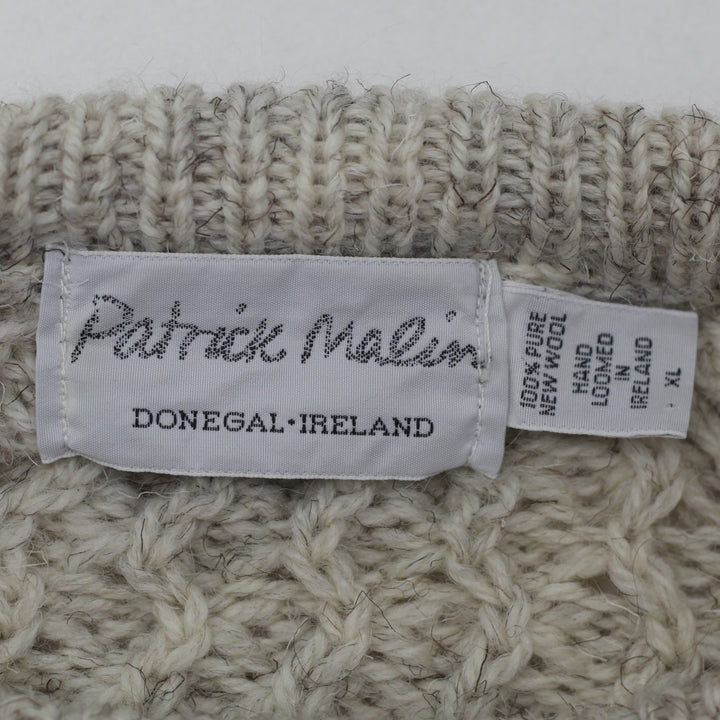 Patrick Malin
DONEGAL•IRELAND
100% PURE
NEW WOOL
HAND
LOOMED
IN
IRELAND
XL